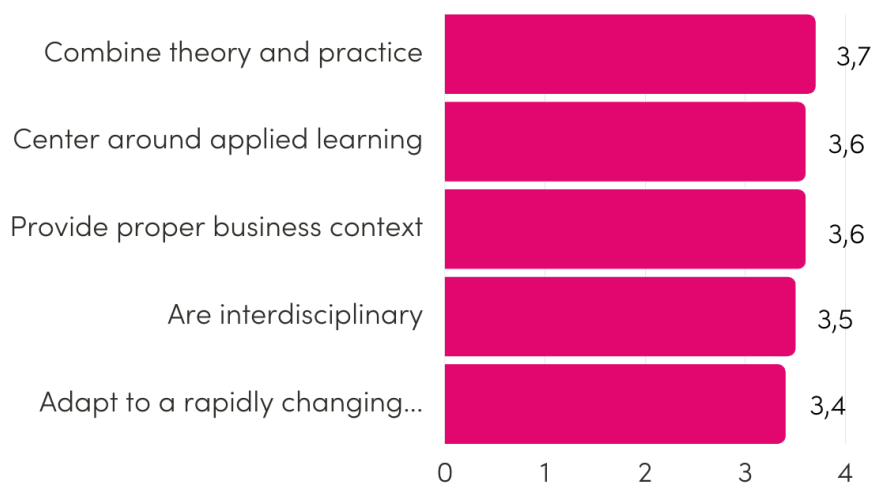 Combine theory and practice 3,7
Center around applied learning 3,6
Provide proper business context 3,6
Are interdisciplinary 3,5
Adapt to a rapidly changing... 3,4
0 1 2 3 4